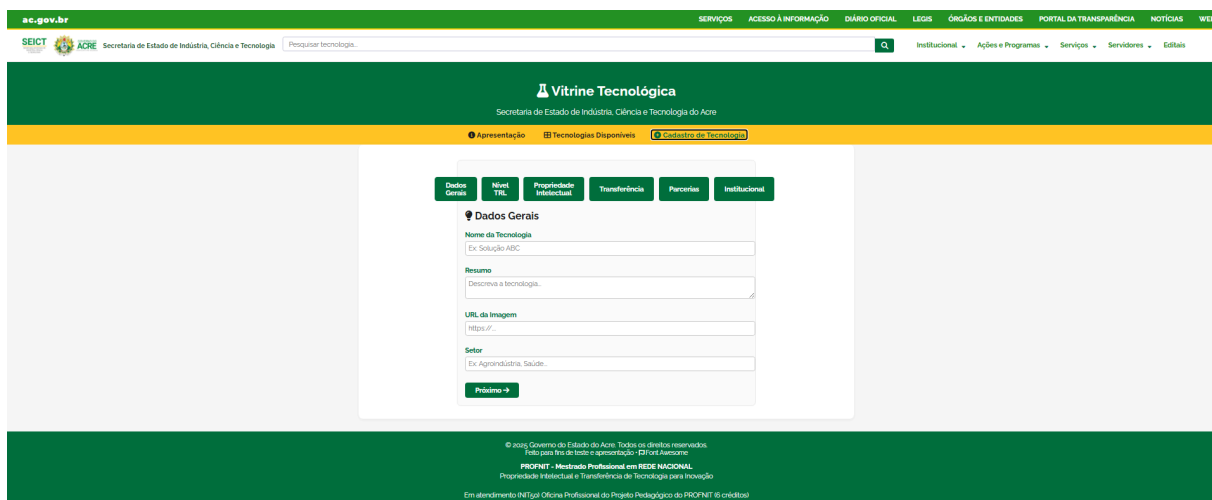 ac.gov.br
SERVIÇOS ACESSO À INFORMAÇÃO DIÁRIO OFICIAL LEGIS ÓRGÃOS E ENTIDADES PORTAL DA TRANSPARÊNCIA NOTÍCIAS WE
SEICT ACRE Secretaria de Estado de Indústria, Ciência e Tecnologia Pesquisar tecnologia... Institucional Ações e Programas Serviços Servidores Editais
Vitrine Tecnológica
Secretaria de Estado de Indústria, Ciência e Tecnologia do Acre
Apresentação Tecnologias Disponíveis Cadastro de Tecnologia
Dados Gerais Nível TRL Propriedade Intelectual Transferência Parcerias Institucional
Dados Gerais
Nome da Tecnologia
Ex: Solução ABC
Resumo
Descreva a tecnologia...
URL da Imagem
https://...
Setor
Ex: Agroindústria, Saúde...
Próximo →
© 2025 Governo do Estado do Acre. Todos os direitos reservados.
Feito para fins de teste e apresentação • Font Awesome
PROFNIT - Mestrado Profissional em REDE NACIONAL
Propriedade Intelectual e Transferência de Tecnologia para Inovação
Em atendimento (NIT50) Oficina Profissional do Projeto Pedagógico do PROFNIT (6 créditos)